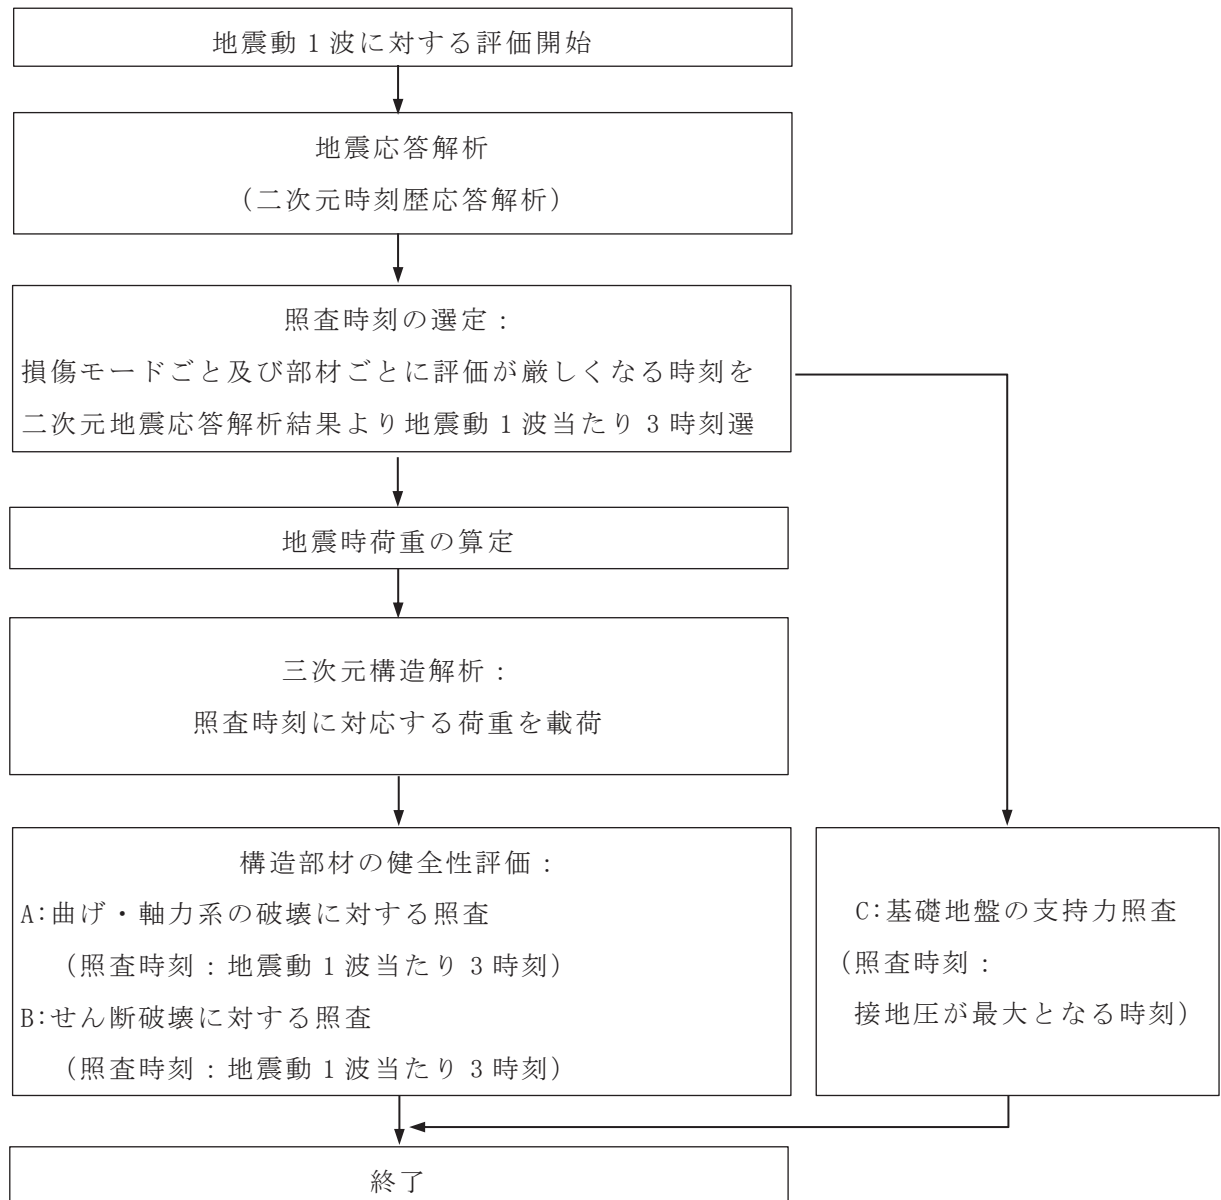 地震動1波に対する評価開始
地震応答解析
(二次元時刻歴応答解析)
照査時刻の選定:
損傷モードごと及び部材ごとに評価が厳しくなる時刻を
二次元地震応答解析結果より地震動1波当たり3時刻選
地震時荷重の算定
三次元構造解析:
照査時刻に対応する荷重を載荷
構造部材の健全性評価:
A:曲げ・軸力系の破壊に対する照査
(照査時刻:地震動1波当たり3時刻)
B:せん断破壊に対する照査
(照査時刻:地震動1波当たり3時刻)
C:基礎地盤の支持力照査
(照査時刻:
接地圧が最大となる時刻)
終了